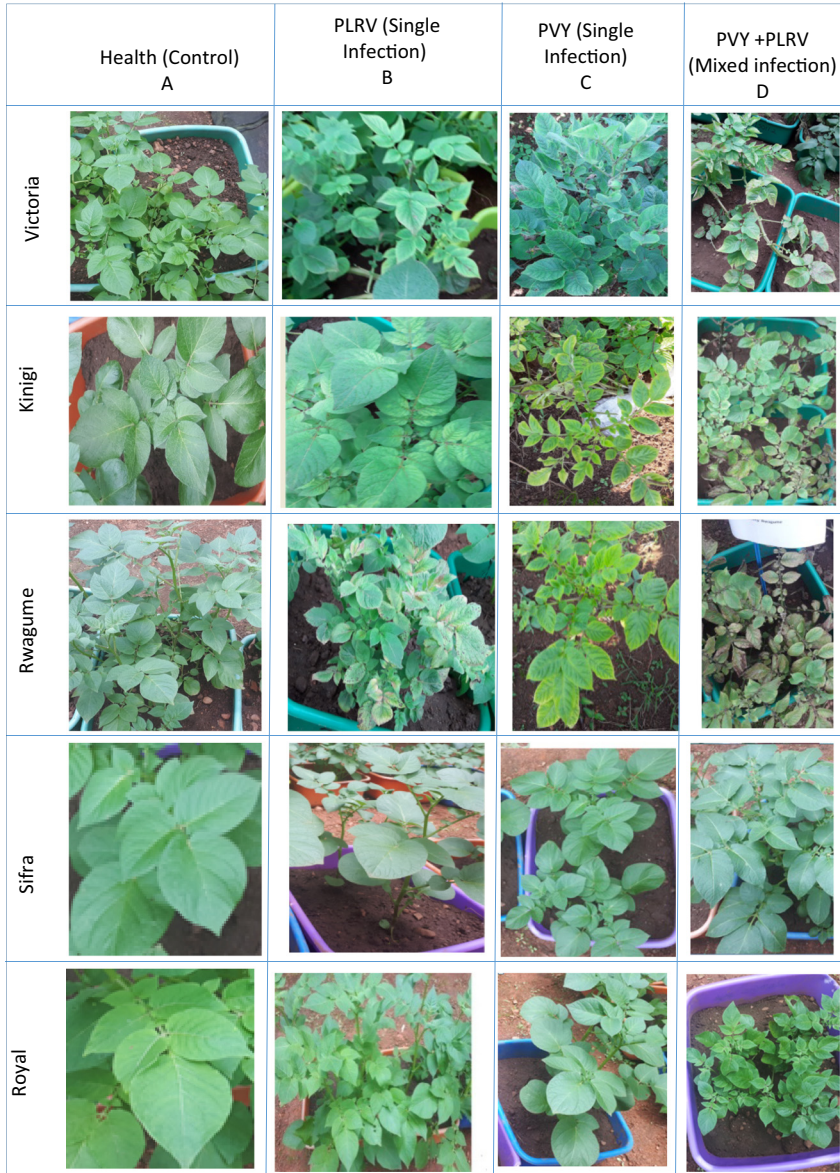 Health (Control)
A
PLRV (Single
Infection)
B
PVY (Single
Infection)
C
PVY +PLRV
(Mixed infection)
D
Victoria
Kinigi
Rwagume
Sifra
Royal